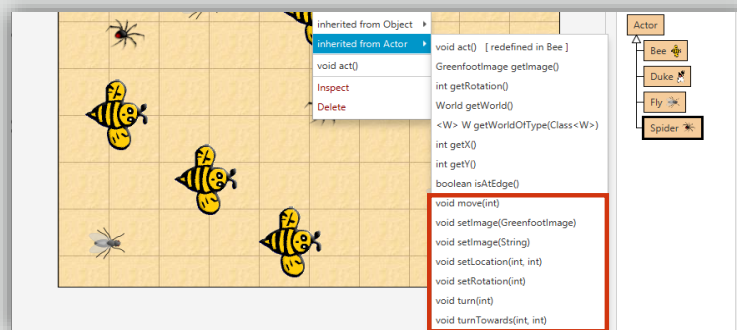 inherited from Object
inherited from Actor
void act()
Inspect
Delete
void act() [ redefined in Bee ]
GreenfootImage getImage()
int getRotation()
World getWorld()
<W> W getWorldOfType(Class<W>)
int getX()
int getY()
boolean isAtEdge()
void move(int)
void setImage(GreenfootImage)
void setImage(String)
void setLocation(int, int)
void setRotation(int)
void turn(int)
void turnTowards(int, int)
Actor
Bee
Duke
Fly
Spider